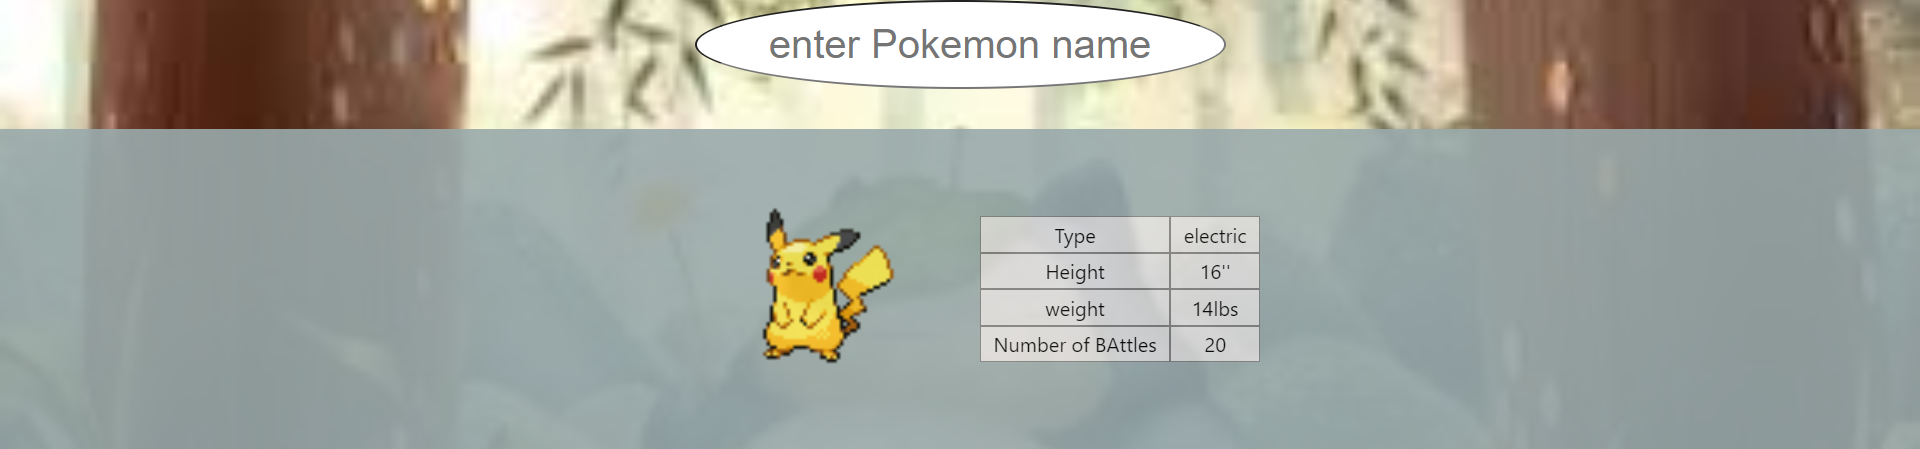 enter Pokemon name
Type electric
Height 16''
weight 14lbs
Number of BAttles 20